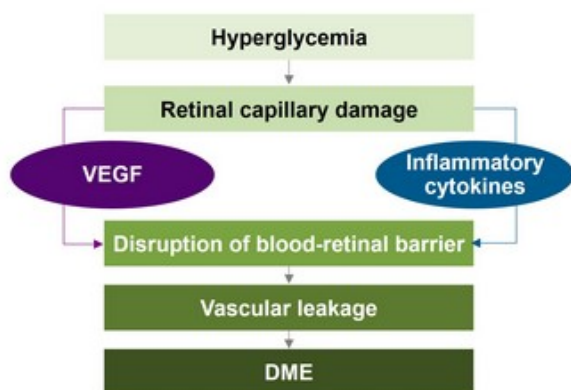 Hyperglycemia
Retinal capillary damage
VEGF
Inflammatory
cytokines
Disruption of blood-retinal barrier
Vascular leakage
DME